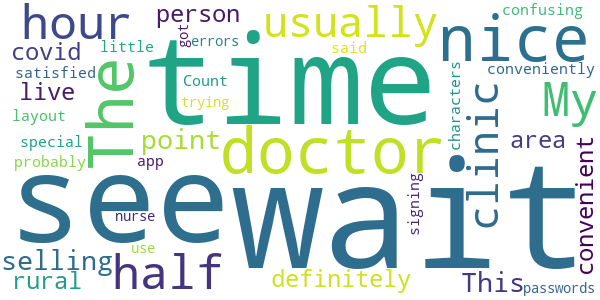 hour
person
usually
nice
confusing
covid
little
got
errors
said
conveniently
satisfied
The
time
Count
trying
characters
clinic
My
live
layout
special
point
doctor
area
convenient
probably
app
see
wait
signing
nurse
selling
half
use
rural
definitely
This
passwords